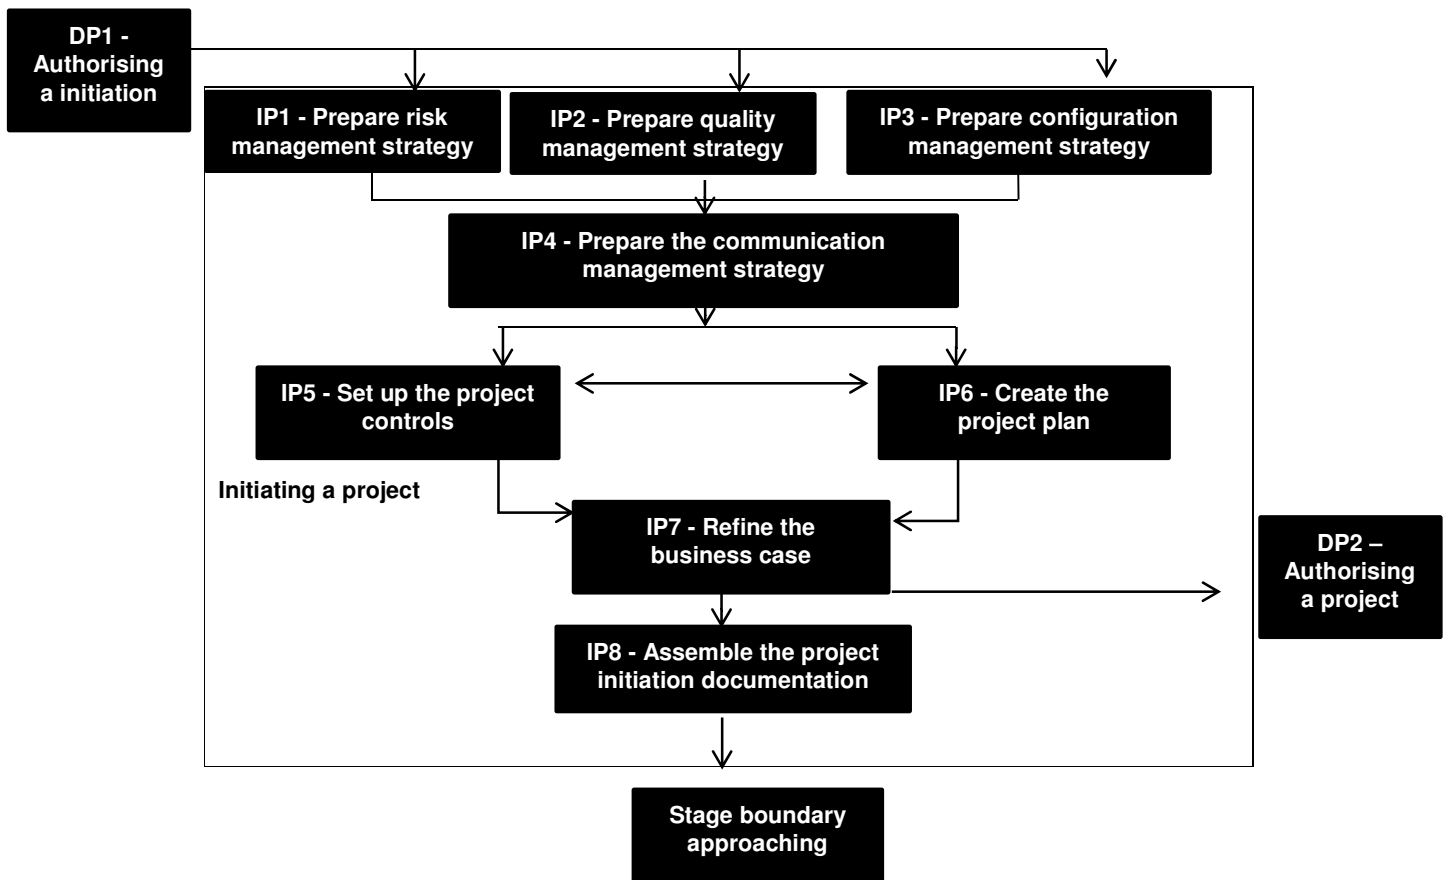 DP1 -
Authorising
a initiation
IP1 - Prepare risk
management strategy
IP2 - Prepare quality
management strategy
IP3 - Prepare configuration
management strategy
IP4 - Prepare the communication
management strategy
IP5 - Set up the project
controls
IP6 - Create the
project plan
Initiating a project
IP7 - Refine the
business case
DP2 –
Authorising
a project
IP8 - Assemble the project
initiation documentation
Stage boundary
approaching